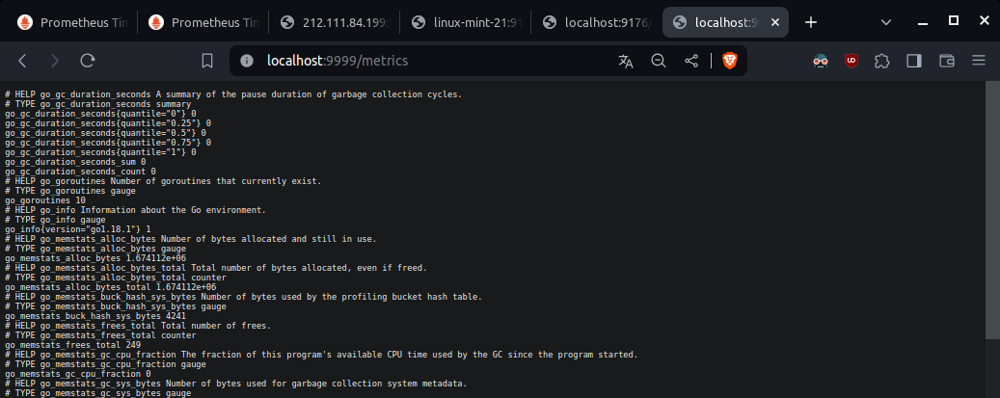 Prometheus Tin
Prometheus Tin
212.111.84.199:
linux-mint-21:91
localhost:9176/
localhost:9
localhost:9999/metrics
# HELP go_gc_duration_seconds A summary of the pause duration of garbage collection cycles.
# TYPE go_gc_duration_seconds summary
go_gc_duration_seconds{quantile="0"} 0
go_gc_duration_seconds{quantile="0.25"} 0
go_gc_duration_seconds{quantile="0.5"} 0
go_gc_duration_seconds{quantile="0.75"} 0
go_gc_duration_seconds{quantile="1"} 0
go_gc_duration_seconds_sum 0
go_gc_duration_seconds_count 0
# HELP go_goroutines Number of goroutines that currently exist.
# TYPE go_goroutines gauge
go_goroutines 10
# HELP go_info Information about the Go environment.
# TYPE go_info gauge
go_info{version="go1.18.1"} 1
# HELP go_memstats_alloc_bytes Number of bytes allocated and still in use.
# TYPE go_memstats_alloc_bytes gauge
go_memstats_alloc_bytes 1.674112e+06
# HELP go_memstats_alloc_bytes_total Total number of bytes allocated, even if freed.
# TYPE go_memstats_alloc_bytes_total counter
go_memstats_alloc_bytes_total 1.674112e+06
# HELP go_memstats_buck_hash_sys_bytes Number of bytes used by the profiling bucket hash table.
# TYPE go_memstats_buck_hash_sys_bytes gauge
go_memstats_buck_hash_sys_bytes 4241
# HELP go_memstats_frees_total Total number of frees.
# TYPE go_memstats_frees_total counter
go_memstats_frees_total 249
# HELP go_memstats_gc_cpu_fraction The fraction of this program's available CPU time used by the GC since the program started.
# TYPE go_memstats_gc_cpu_fraction gauge
go_memstats_gc_cpu_fraction 0
# HELP go_memstats_gc_sys_bytes Number of bytes used for garbage collection system metadata.
# TYPE go_memstats_gc_sys_bytes gauge